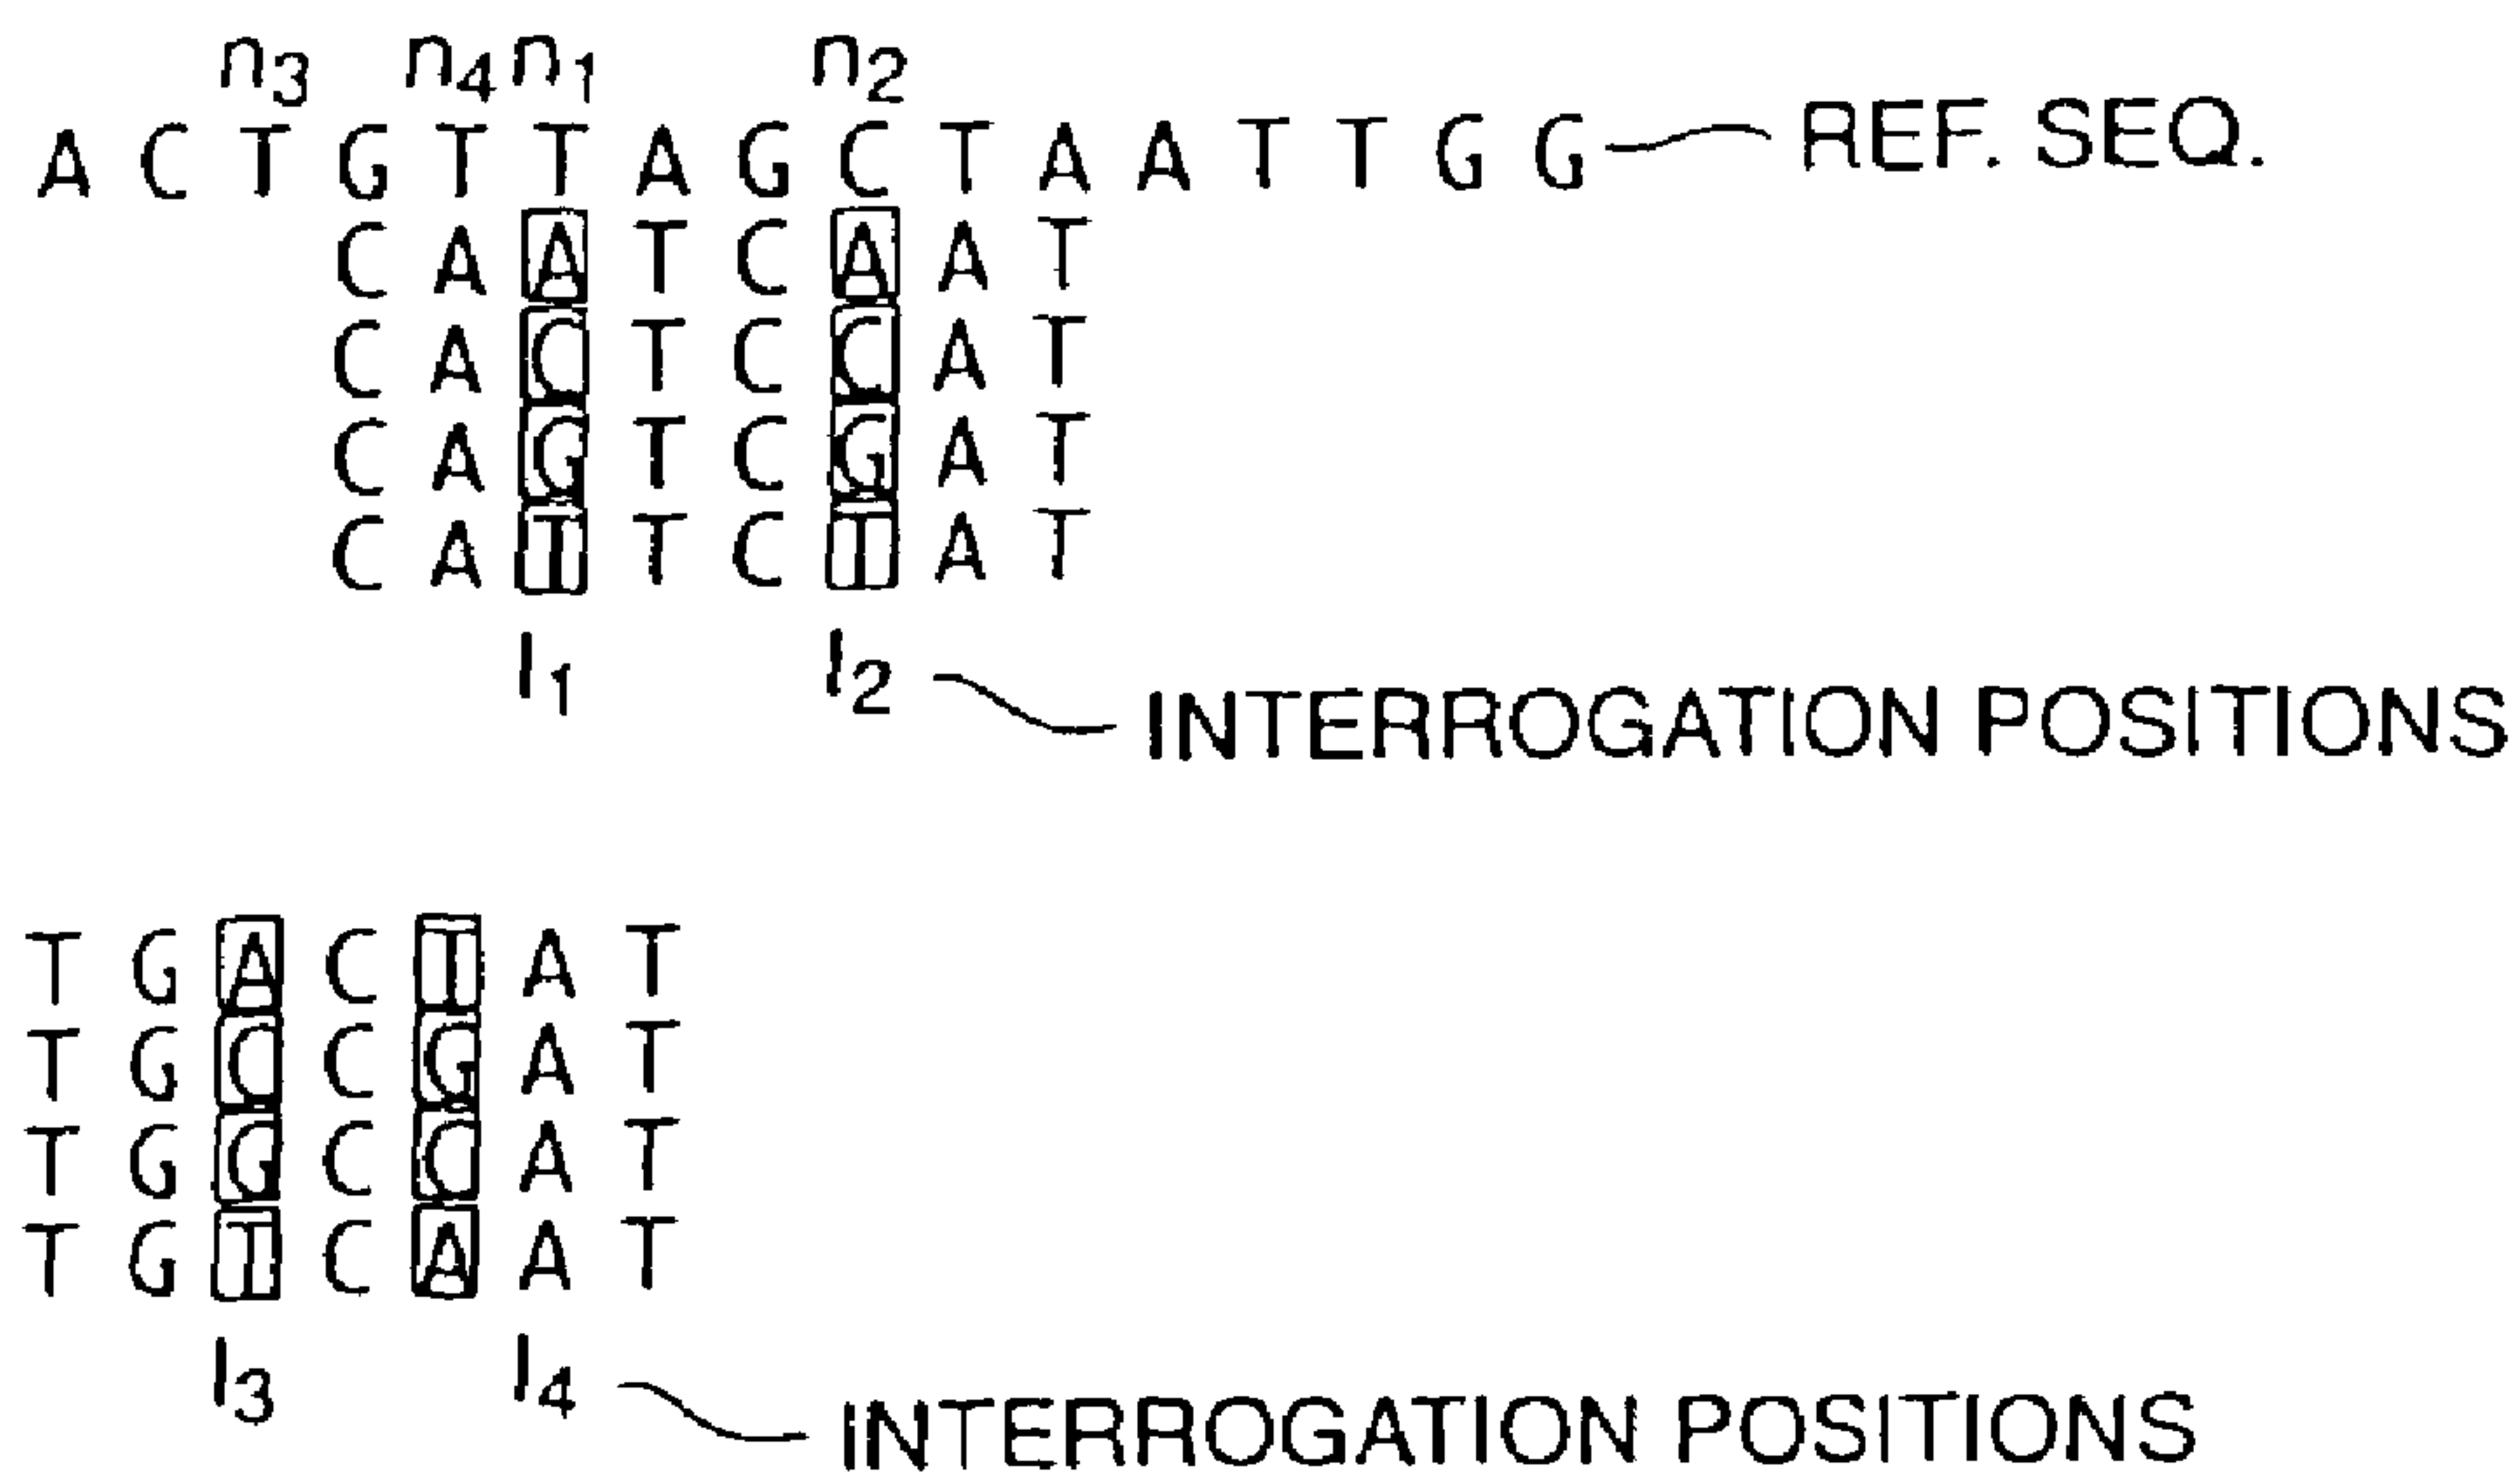 n3 n4 n1 n2
A C T G T T A G C T A A T T G G REF. SEQ.
C A A T C A A T
C A C T C C A T
C A G T C G A T
C A T T C T A T
I1 I2 INTERROGATION POSITIONS
T G A C T A T
T G C C G A T
T G G C C A T
T G T C A A T
I3 I4 INTERROGATION POSITIONS